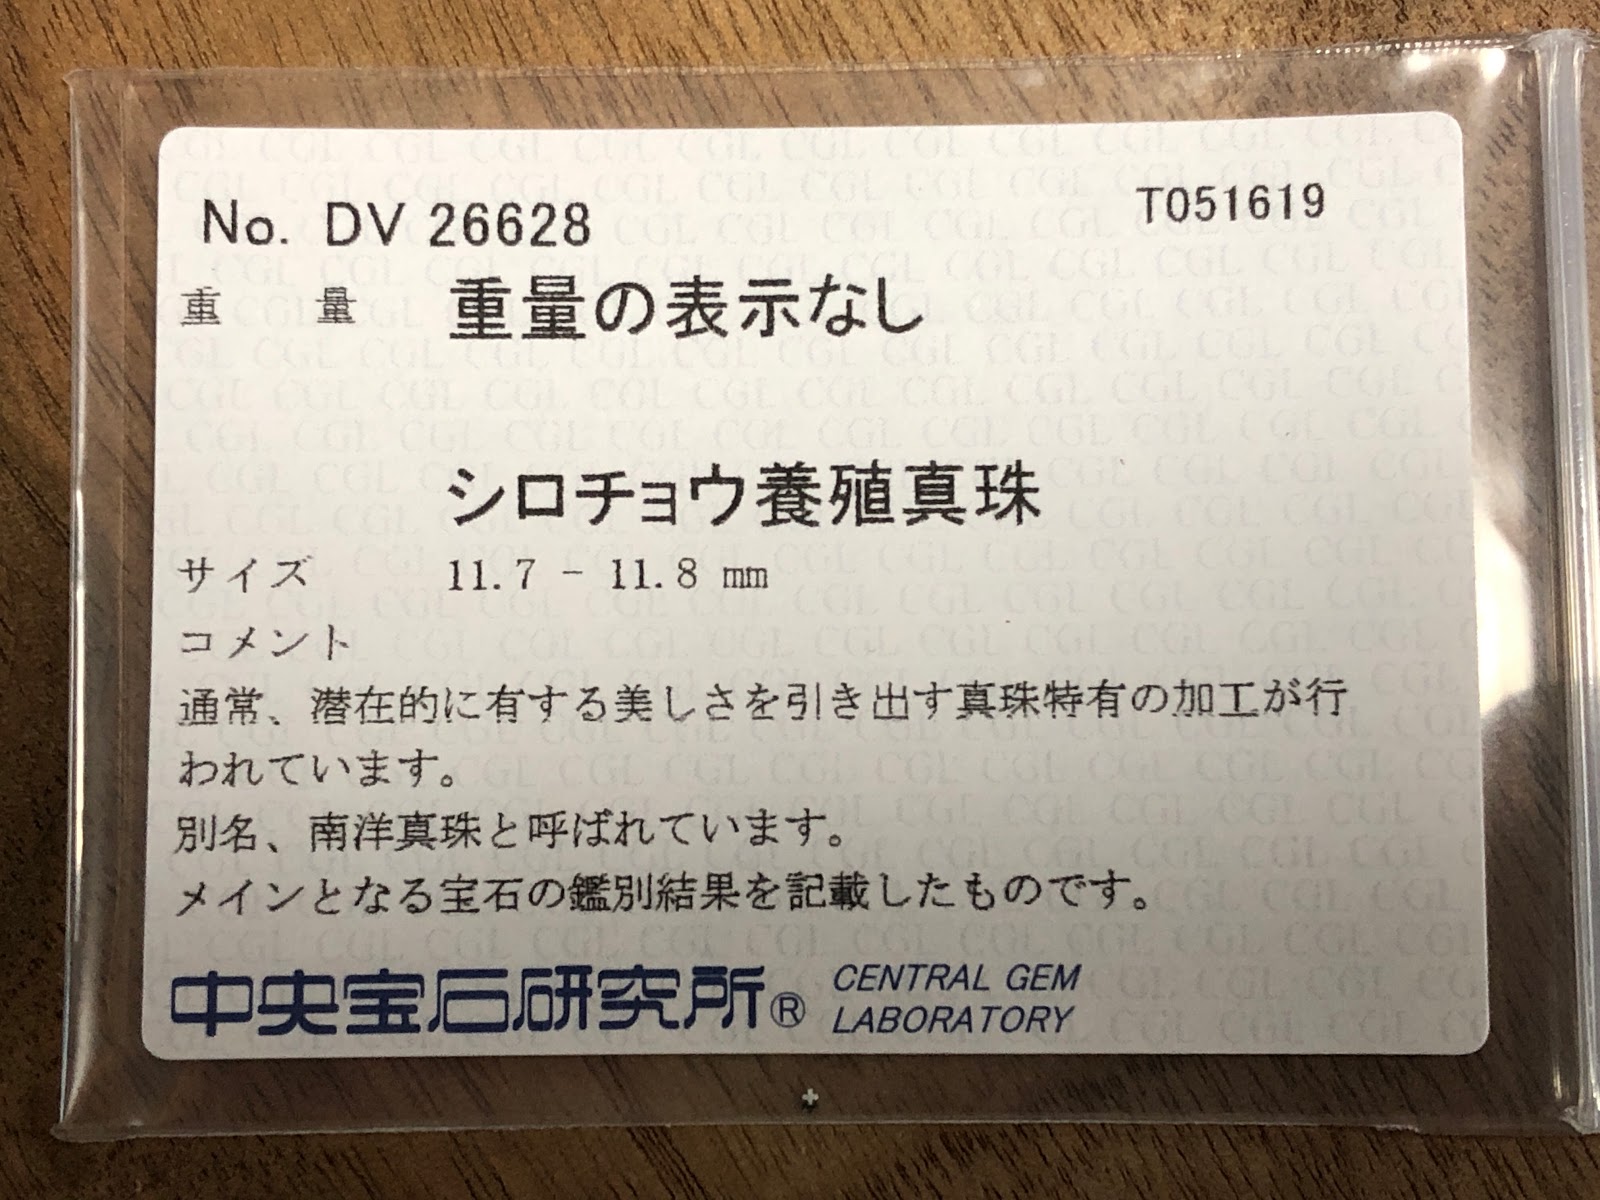 No. DV 26628
T051619
重 量 重量の表示なし
シロチョウ養殖真珠
サイズ 11.7 - 11.8 mm
コメント
通常、潜在的に有する美しさを引き出す真珠特有の加工が行
われています。
別名、南洋真珠と呼ばれています。
メインとなる宝石の鑑別結果を記載したものです。
中央宝石研究所® CENTRAL GEM
LABORATORY